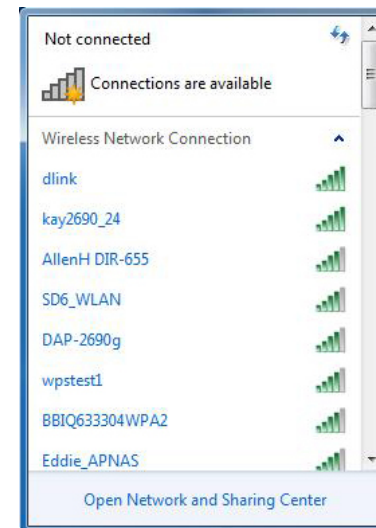 Not connected
Connections are available
Wireless Network Connection
dlink
kay2690_24
AllenH DIR-655
SD6_WLAN
DAP-2690g
wpstest1
BBIQ633304WPA2
Eddie_APNAS
Open Network and Sharing Center